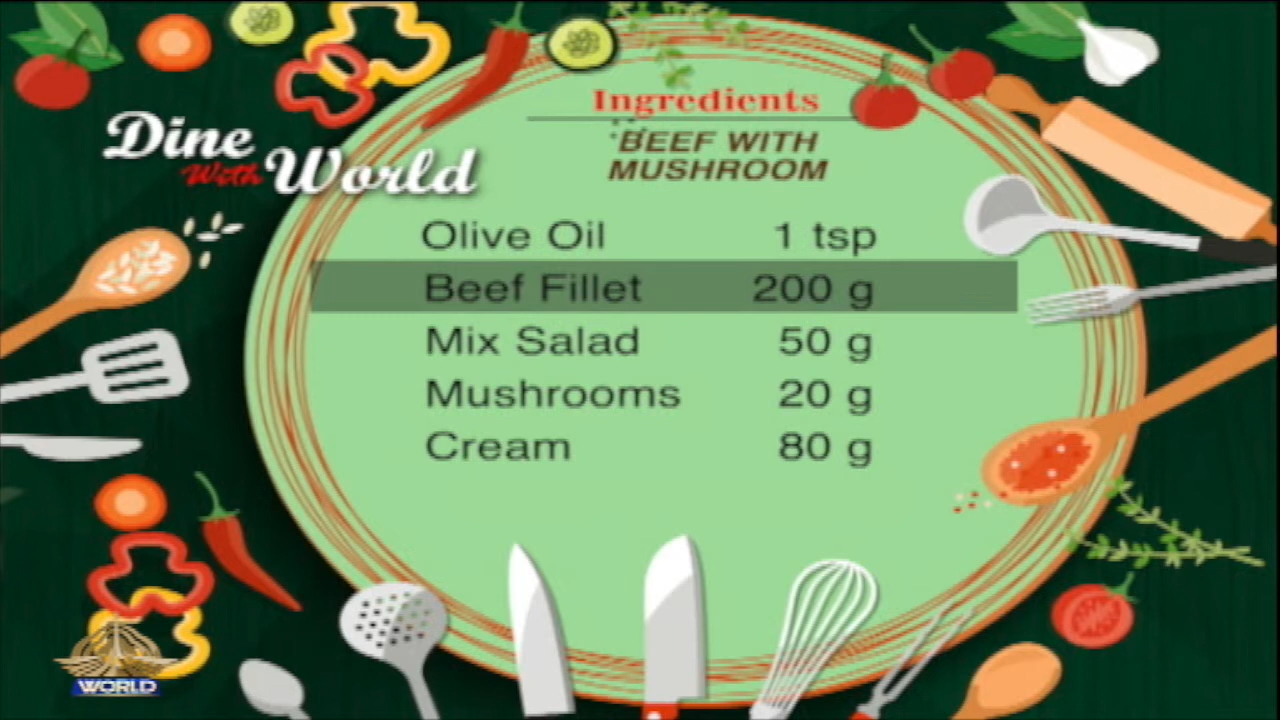 Dine
With World
Ingredients
BEEF WITH
MUSHROOM
Olive Oil 1 tsp
Beef Fillet 200 g
Mix Salad 50 g
Mushrooms 20 g
Cream 80 g
WORLD